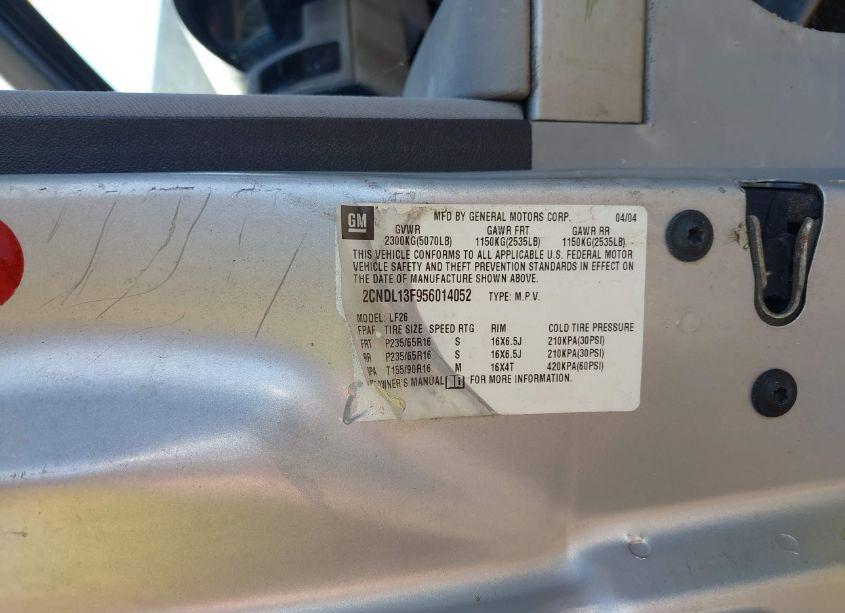 GM MFD BY GENERAL MOTORS CORP. 04/04
GVWR GAWR FRT GAWR RR
2300KG(5070LB) 1150KG(2535LB) 1150KG(2535LB)
THIS VEHICLE CONFORMS TO ALL APPLICABLE U.S. FEDERAL MOTOR
VEHICLE SAFETY AND THEFT PREVENTION STANDARDS IN EFFECT ON
THE DATE OF MANUFACTURE SHOWN ABOVE.
2CNDL13F956014052 TYPE: M.P.V.
MODEL: LF26
TIRE SIZE SPEED RTG RIM COLD TIRE PRESSURE
FRT P235/65R16 S 16X6.5J 210KPA(30PSI)
RR P235/65R16 S 16X6.5J 210KPA(30PSI)
T155/90R16 M 16X4T 420KPA(60PSI)
MANUAL FOR MORE INFORMATION.